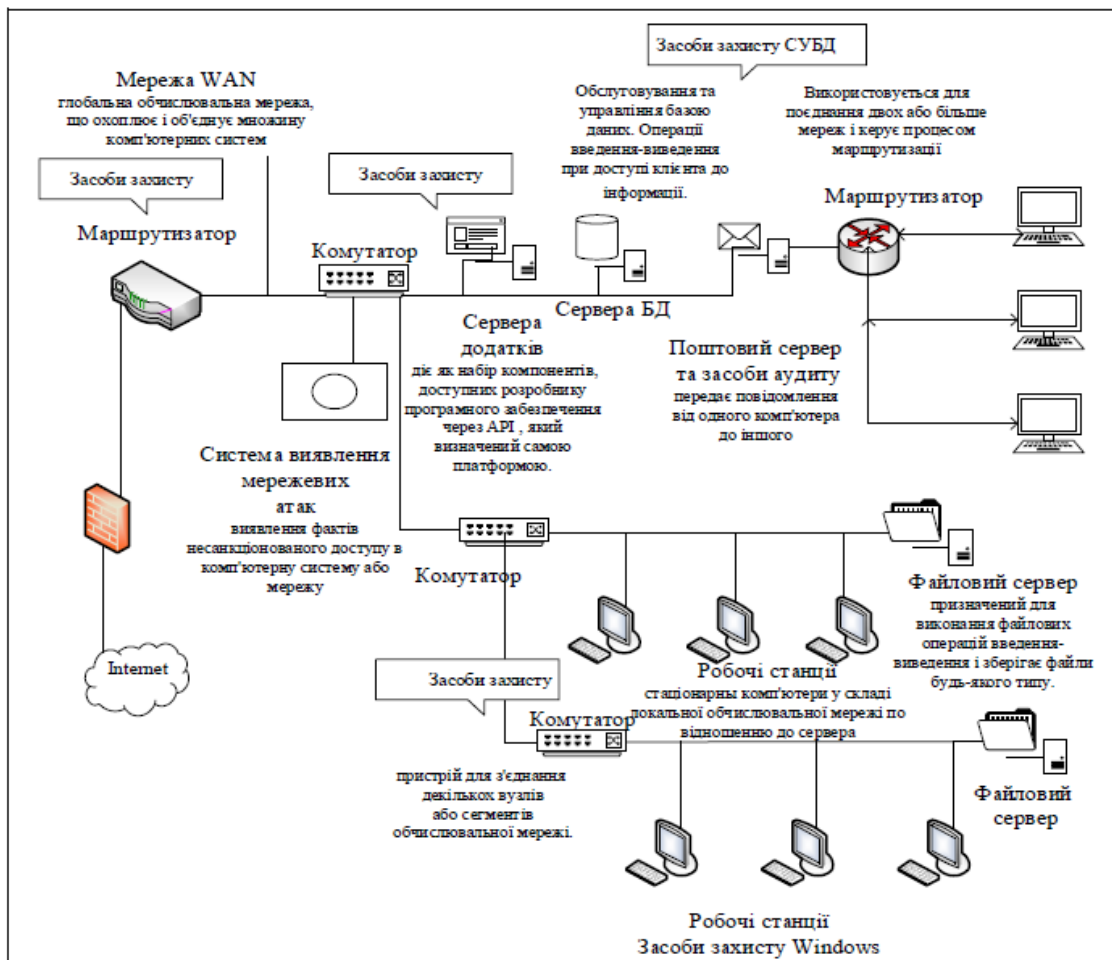 Засоби захисту СУБД
Мережа WAN
глобальна обчислювальна мережа,
що охоплює і об'єднує множину
комп'ютерних систем
Обслуговування та
управління базою
даних. Операції
введення-виведення
при доступі клієнта до
інформації.
Використовується для
поєднання двох або більше
мереж і керує процесом
маршрутизації
Засоби захисту
Засоби захисту
Маршрутизатор
Комутатор
Маршрутизатор
Сервера БД
Сервера
додатків
діє як набір компонентів,
доступних розробнику
програмного забезпечення
через API , який
визначений самою
платформою.
Поштовий сервер
та засоби аудиту
передає повідомлення
від одного комп'ютера
до іншого
Система виявлення
мережевих
атак
виявлення фактів
несанкціонованого доступу в
комп'ютерну систему або
мережу
Комутатор
Файловий сервер
призначений для
виконання файлових
операцій введення-
виведення і зберігає файли
будь-якого типу.
Internet
Засоби захисту
Робочі станції
стаціонарны комп'ютери у складі
локальної обчислювальної мережі по
відношенню до сервера
Комутатор
пристрій для з'єднання
декількох вузлів
або сегментів
обчислювальної мережі.
Файловий
сервер
Робочі станції
Засоби захисту Windows